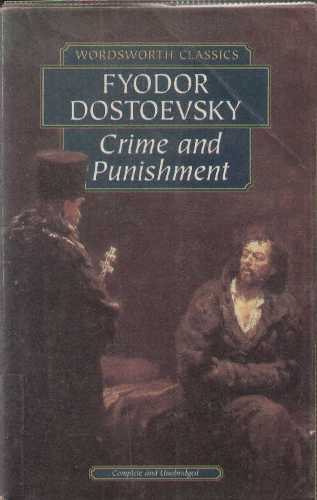 WORDSWORTH CLASSICS
FYODOR
DOSTOEVSKY
Crime and
Punishment
Complete and Unabridged